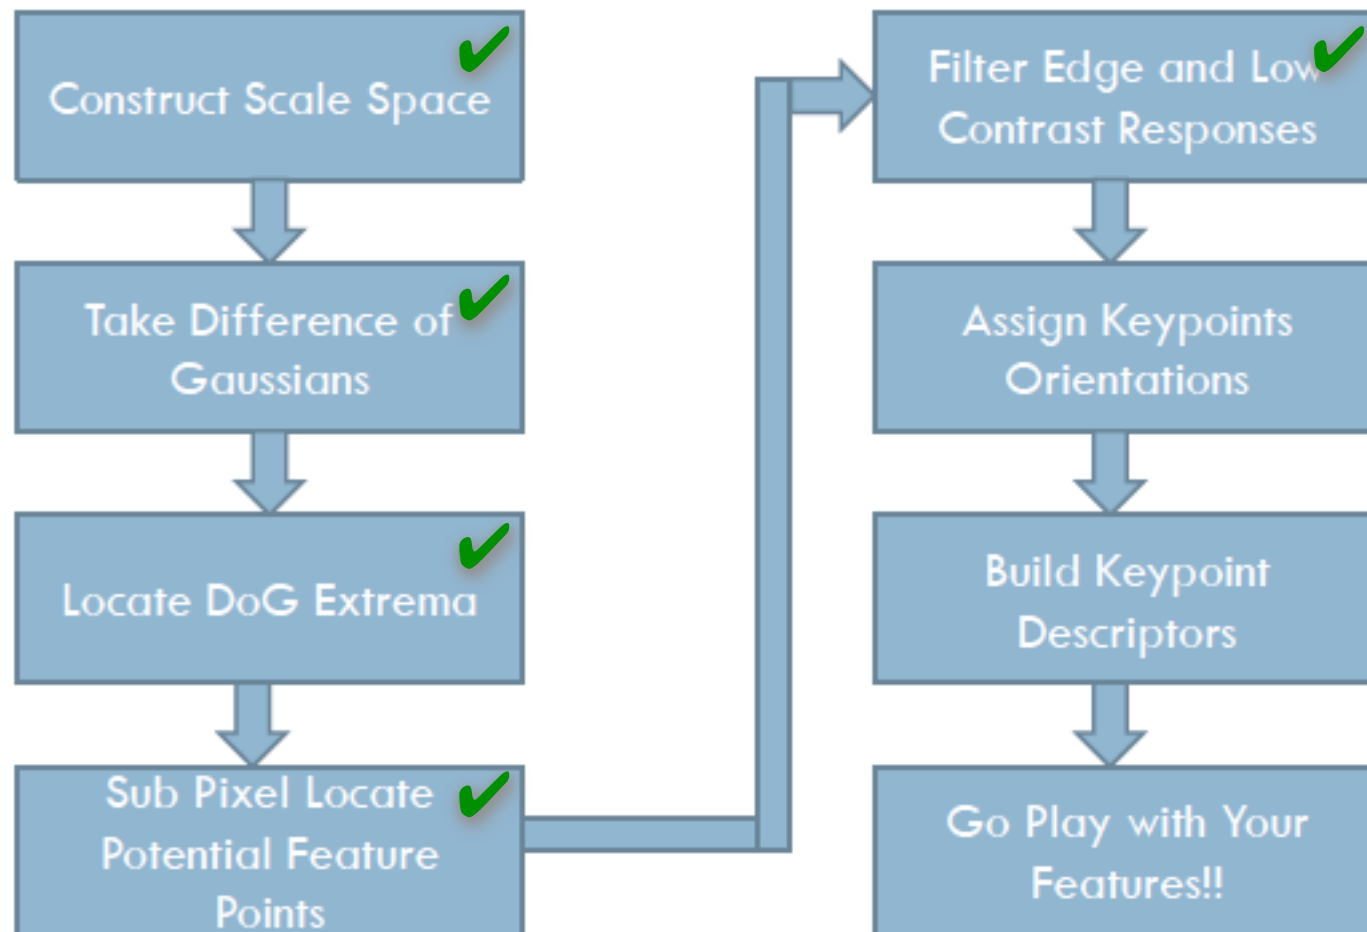 Construct Scale Space
Take Difference of
Gaussians
Locate DoG Extrema
Sub Pixel Locate
Potential Feature
Points
Filter Edge and Low
Contrast Responses
Assign Keypoints
Orientations
Build Keypoint
Descriptors
Go Play with Your
Features!!